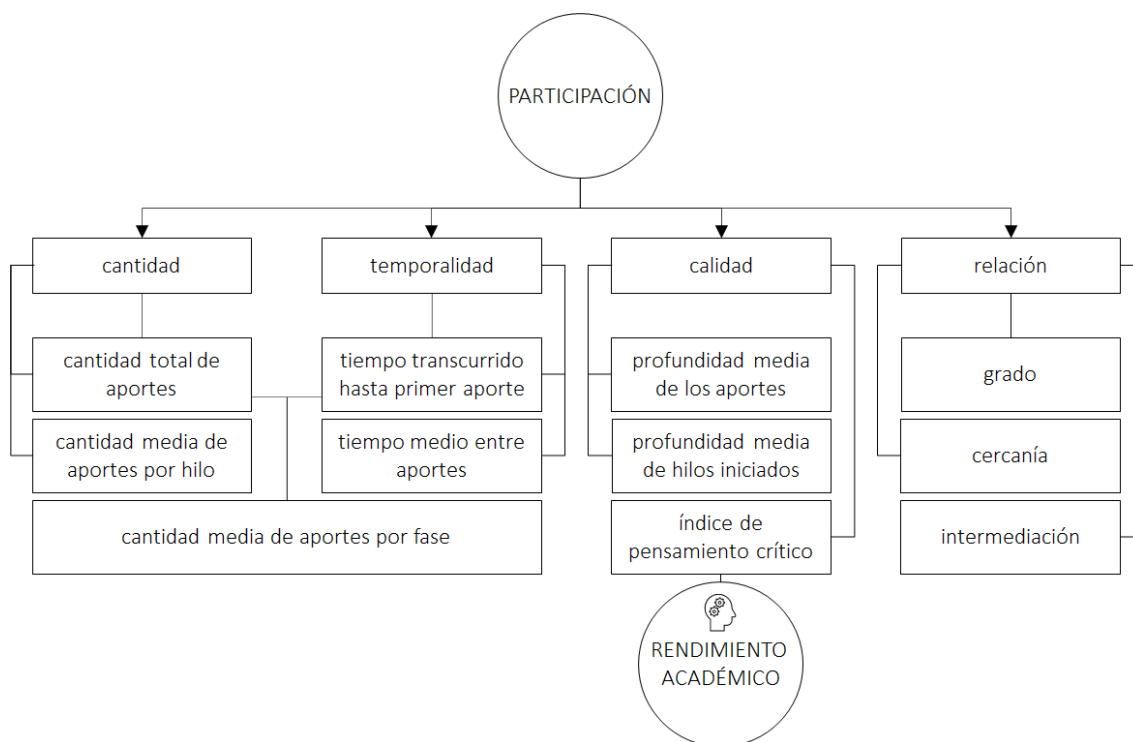 PARTICIPACIÓN
cantidad
temporalidad
calidad
relación
cantidad total de
aportes
tiempo transcurrido
hasta primer aporte
profundidad media
de los aportes
grado
cantidad media de
aportes por hilo
tiempo medio entre
aportes
profundidad media
de hilos iniciados
cercanía
cantidad media de aportes por fase
índice de
pensamiento crítico
intermediación
RENDIMIENTO
ACADÉMICO